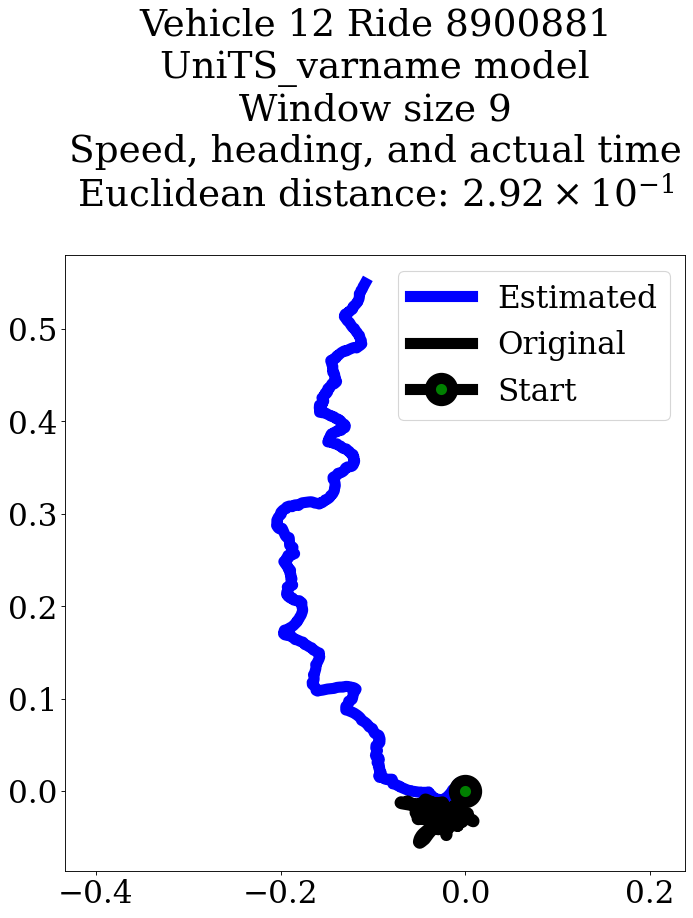 Vehicle 12 Ride 8900881
UniTS_varname model
Window size 9
Speed, heading, and actual time
Euclidean distance: 2.92 × 10⁻¹
Estimated
Original
Start
0.5
0.4
0.3
0.2
0.1
0.0
−0.4 −0.2 0.0 0.2